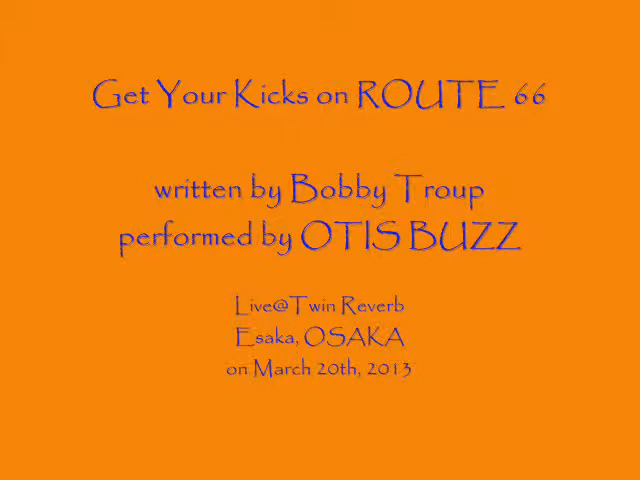 Get Your Kicks on ROUTE 66
written by Bobby Troup
performed by OTIS BUZZ
Live@Twin Reverb
Esaka, OSAKA
on March 20th, 2013